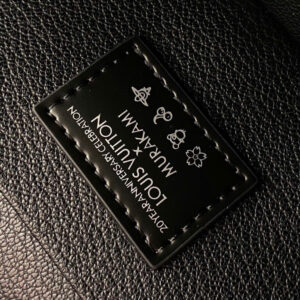 MURAKAMI
×
LOUIS VUITTON
20 YEAR ANNIVERSARY CELEBRATION